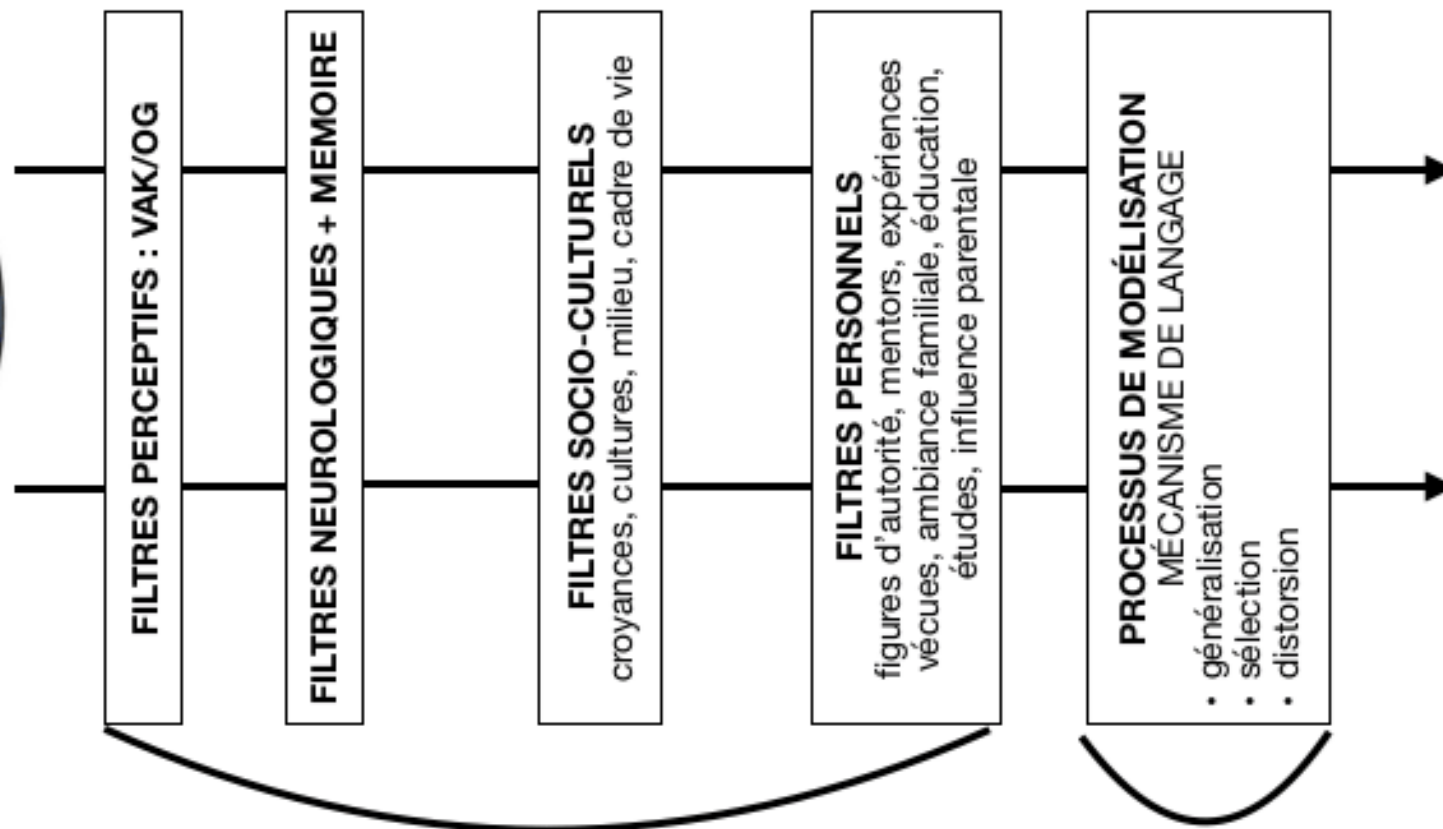 FILTRES PERCEPTIFS : VAK/OG
FILTRES NEUROLOGIQUES + MEMOIRE
FILTRES SOCIO-CULTURELS
croyances, cultures, milieu, cadre de vie
FILTRES PERSONNELS
figures d'autorité, mentors, expériences
vécues, ambiance familiale, éducation,
études, influence parentale
PROCESSUS DE MODÉLISATION
MÉCANISME DE LANGAGE
• généralisation
• sélection
• distorsion